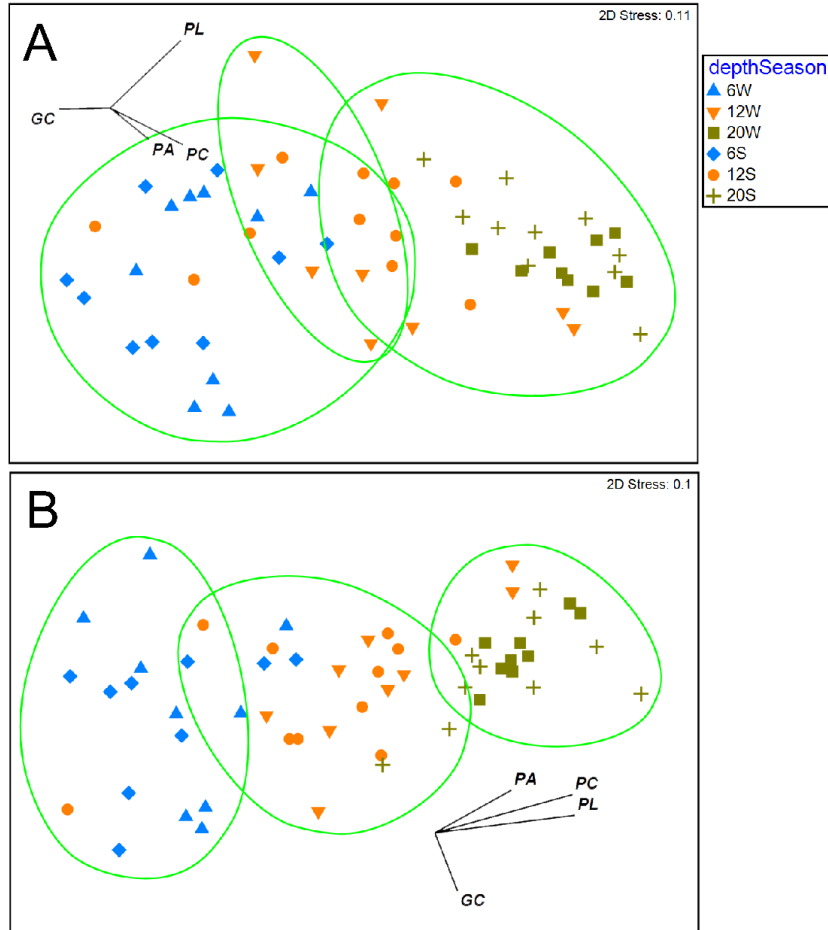 A
2D Stress: 0.11
PL
GC
PA
PC
depthSeason
6W
12W
20W
6S
12S
20S
B
2D Stress: 0.1
PA
PC
PL
GC